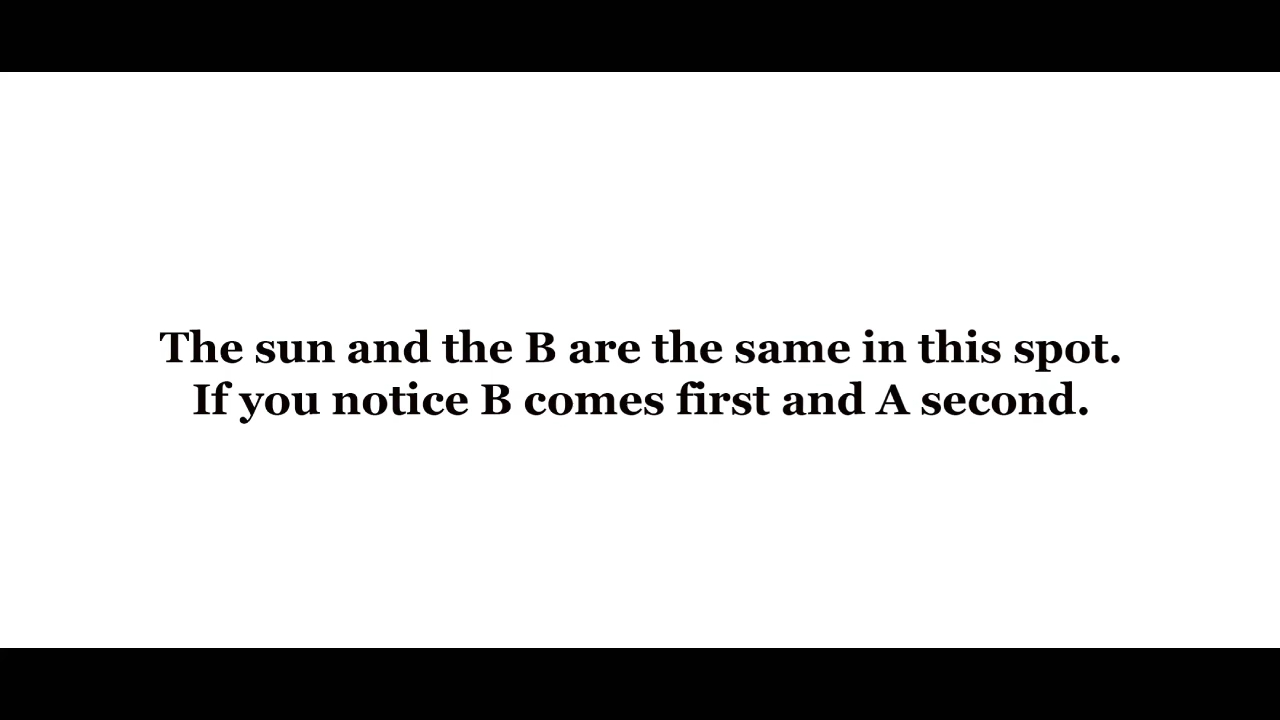 The sun and the B are the same in this spot.
If you notice B comes first and A second.